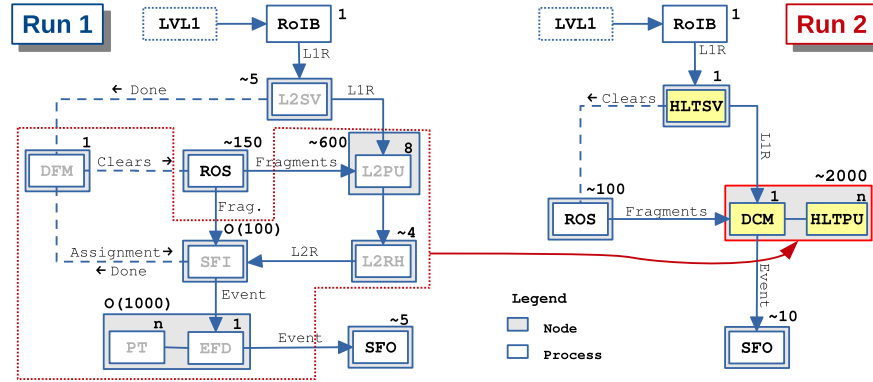 Run 1
LVL1
RoIB
1
L1R
~5
← Done
L2SV
L1R
1
DFM
Clears →
~150
ROS
Fragments
~600
8
L2PU
Frag.
O(100)
Assignment→
← Done
SFI
L2R
~4
L2RH
Event
O(1000)
n
PT
1
EFD
Event
~5
SFO
LVL1
RoIB
1
Run 2
L1R
1
←Clears
HLTSV
L1R
~100
ROS
Fragments
~2000
1
DCM
n
HLTPU
Event
~10
SFO
Legend
Node
Process